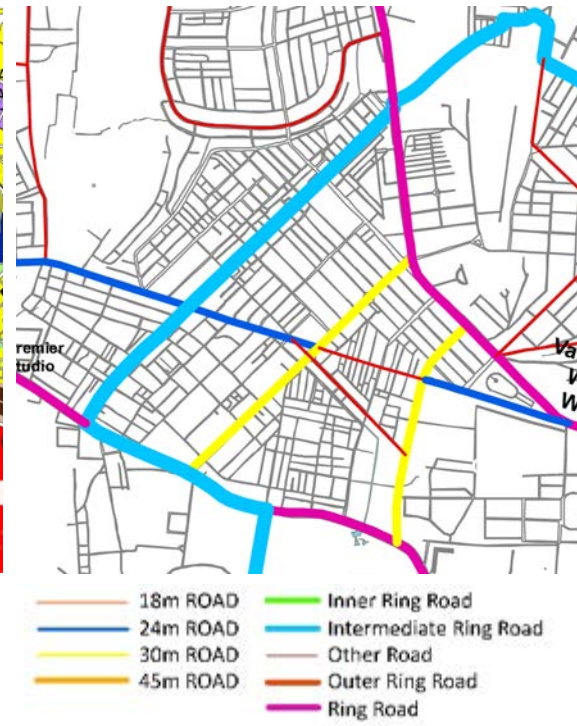 remier
tudio
Va
W
W
18m ROAD
24m ROAD
30m ROAD
45m ROAD
Inner Ring Road
Intermediate Ring Road
Other Road
Outer Ring Road
Ring Road